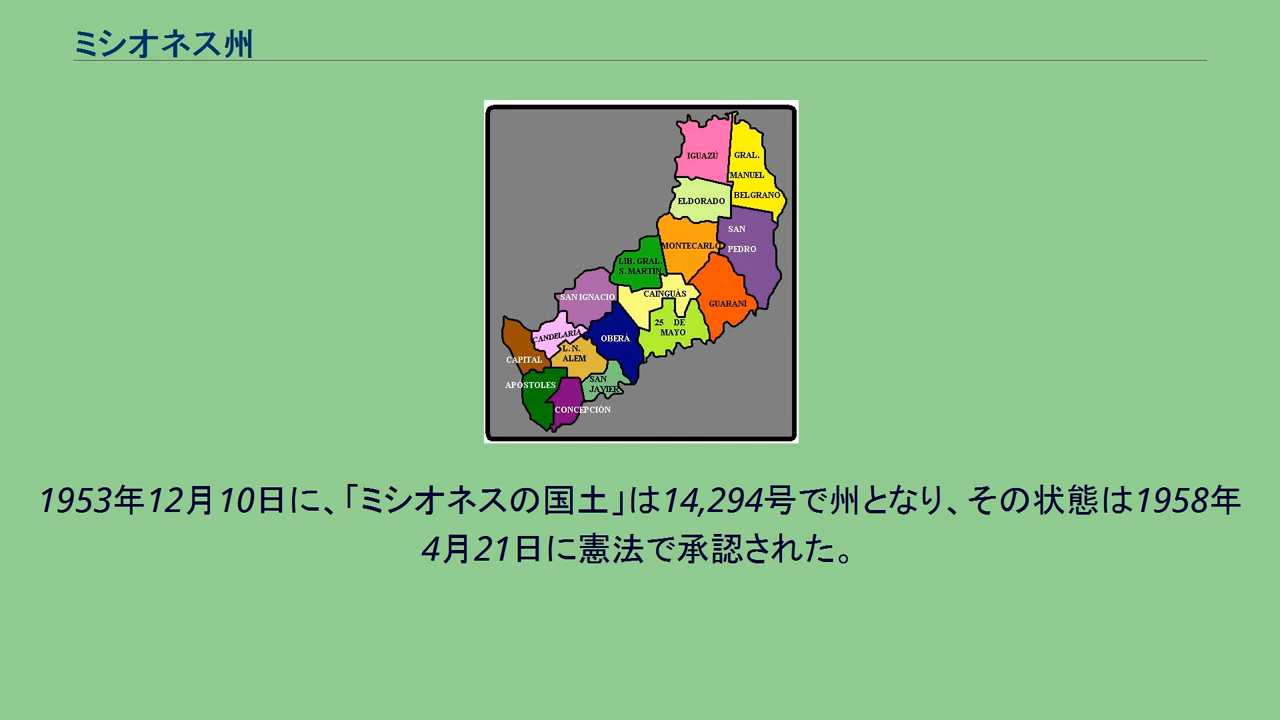 ミシオネス州
IGUAZÚ
GRAL.
MANUEL
BELGRANO
ELDORADO
SAN
PEDRO
MONTECARLO
LIB. GRAL.
S. MARTIN
CAINGUÁS
SAN IGNACIO
GUARANI
25 DE
MAYO
CANDELARIA
OBERÁ
L. N.
ALEM
CAPITAL
SAN
JAVIER
APOSTOLES
CONCEPCIÓN
1953年12月10日に、「ミシオネスの国土」は14,294号で州となり、その状態は1958年
4月21日に憲法で承認された。